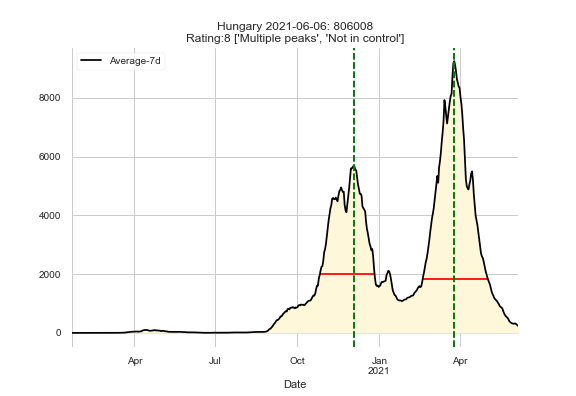 Hungary 2021-06-06: 806008
Rating:8 ['Multiple peaks', 'Not in control']
Average-7d
8000
6000
4000
2000
0
Apr
Jul
Oct
Jan
2021
Apr
Date